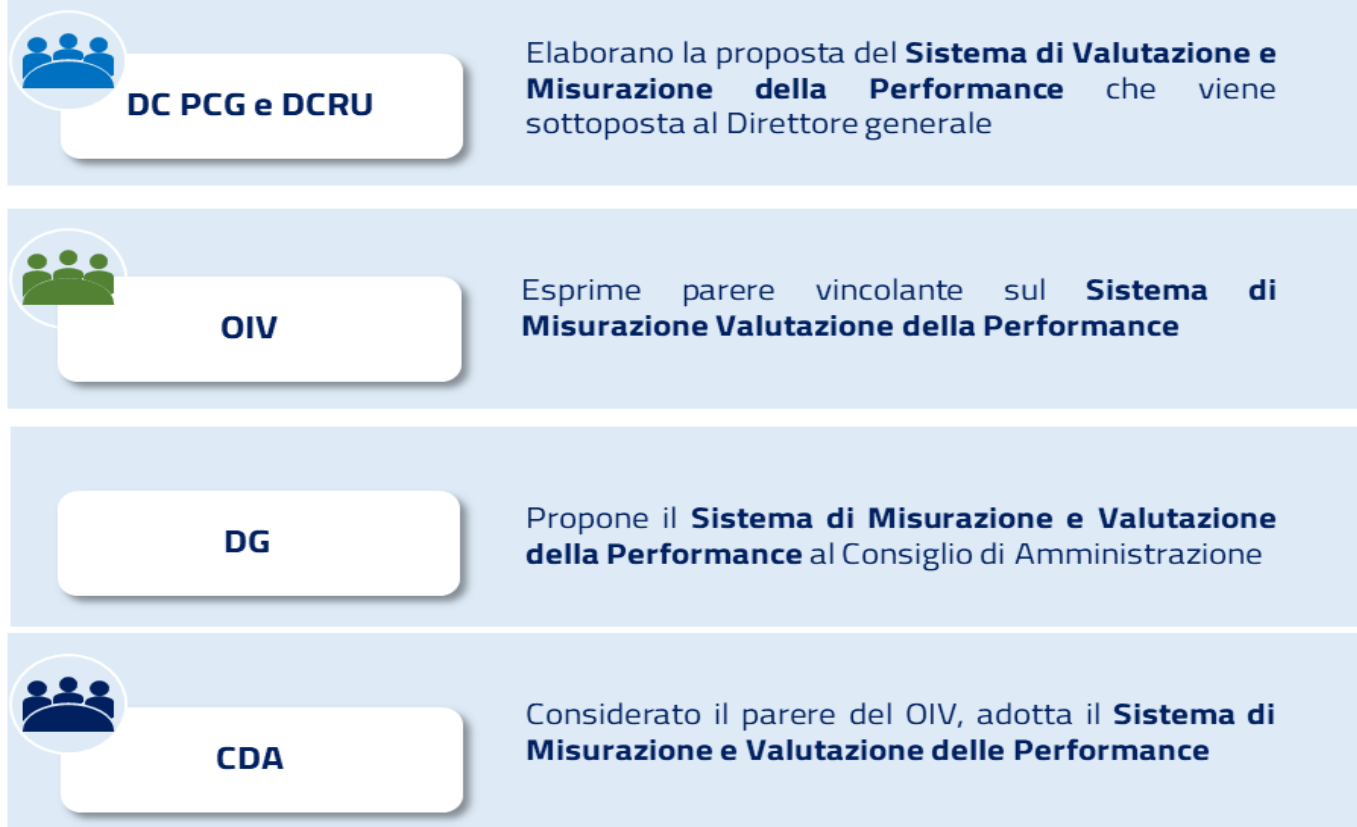 DC PCG e DCRU
Elaborano la proposta del Sistema di Valutazione e
Misurazione della Performance che viene
sottoposta al Direttore generale
OIV
Esprime parere vincolante sul Sistema di
Misurazione Valutazione della Performance
DG
Propone il Sistema di Misurazione e Valutazione
della Performance al Consiglio di Amministrazione
CDA
Considerato il parere del OIV, adotta il Sistema di
Misurazione e Valutazione delle Performance